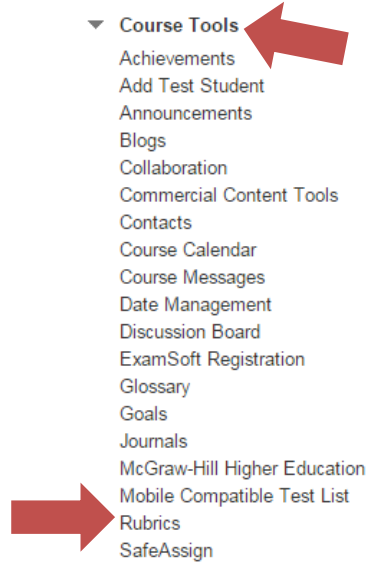 Course Tools
Achievements
Add Test Student
Announcements
Blogs
Collaboration
Commercial Content Tools
Contacts
Course Calendar
Course Messages
Date Management
Discussion Board
ExamSoft Registration
Glossary
Goals
Journals
McGraw-Hill Higher Education
Mobile Compatible Test List
Rubrics
SafeAssign